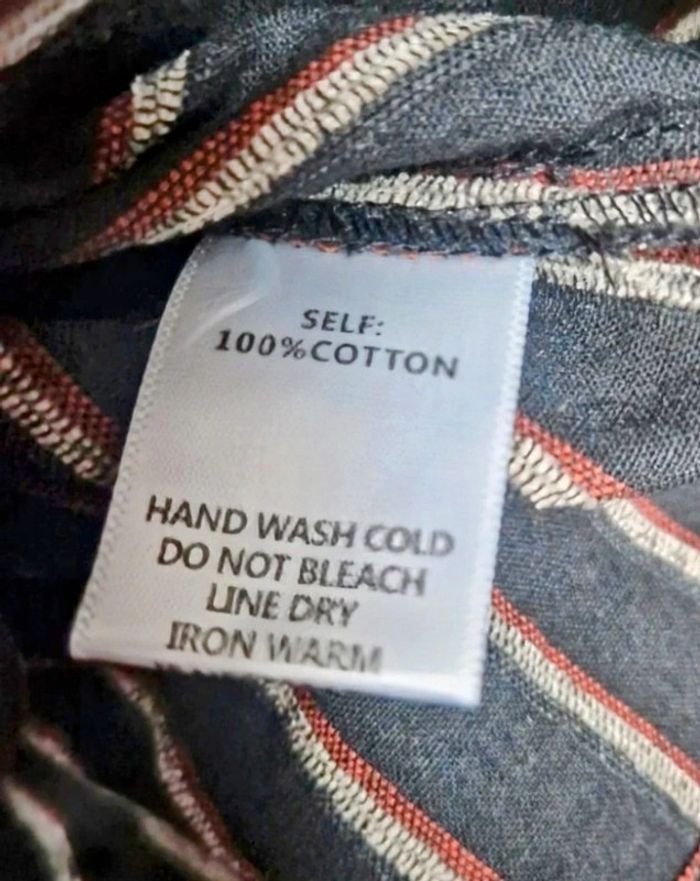 SELF:
100%COTTON
HAND WASH COLD
DO NOT BLEACH
LINE DRY
IRON WARM